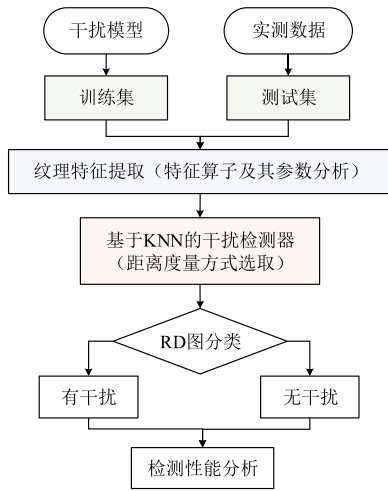 干扰模型
实测数据
训练集
测试集
纹理特征提取（特征算子及其参数分析）
基于KNN的干扰检测器
（距离度量方式选取）
RD图分类
有干扰
无干扰
检测性能分析